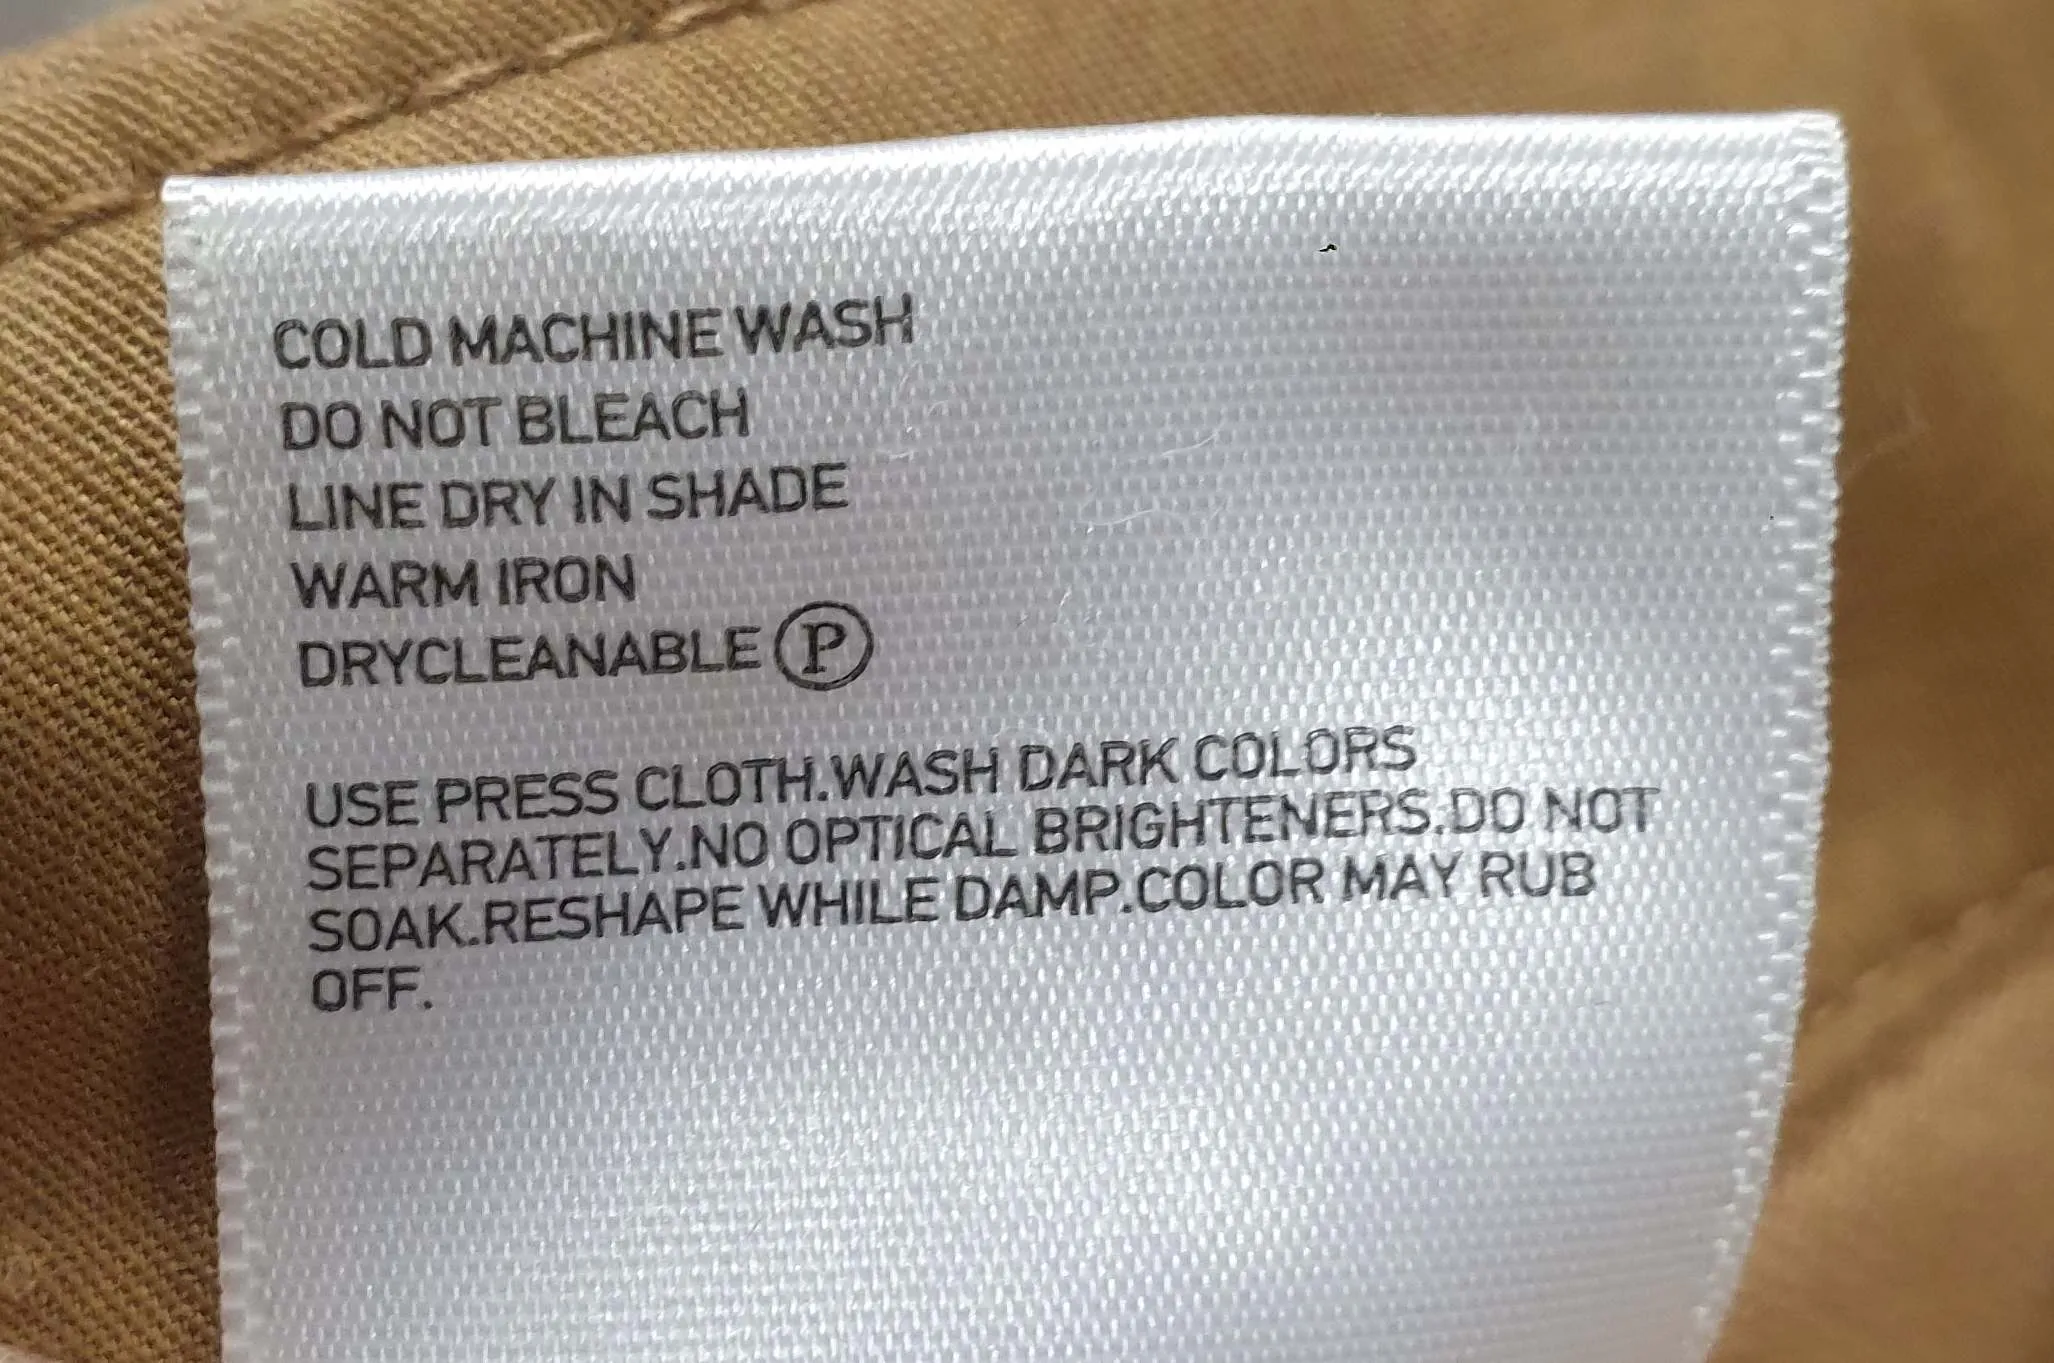 COLD MACHINE WASH
DO NOT BLEACH
LINE DRY IN SHADE
WARM IRON
DRYCLEANABLE Ⓟ
USE PRESS CLOTH.WASH DARK COLORS
SEPARATELY.NO OPTICAL BRIGHTENERS.DO NOT
SOAK.RESHAPE WHILE DAMP.COLOR MAY RUB
OFF.